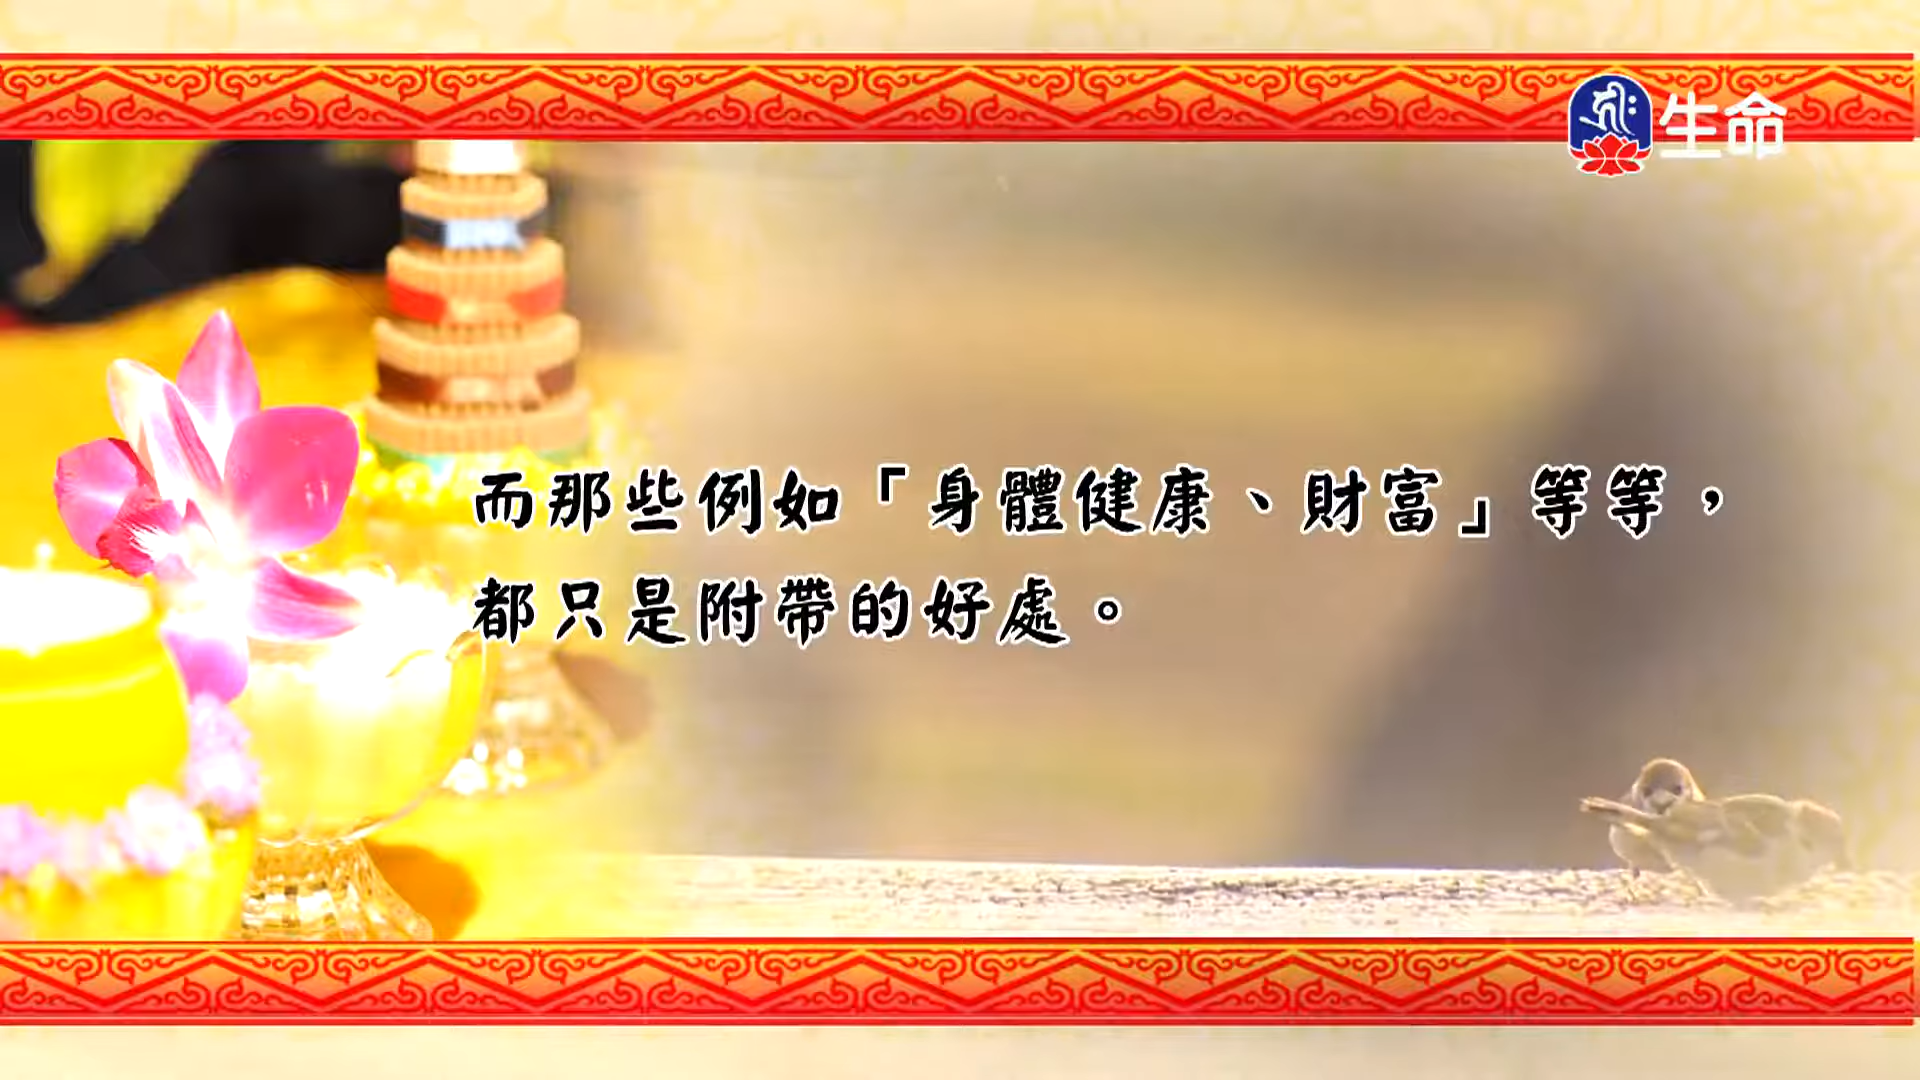 生命
而那些例如「身體健康、財富」等等，
都只是附帶的好處。